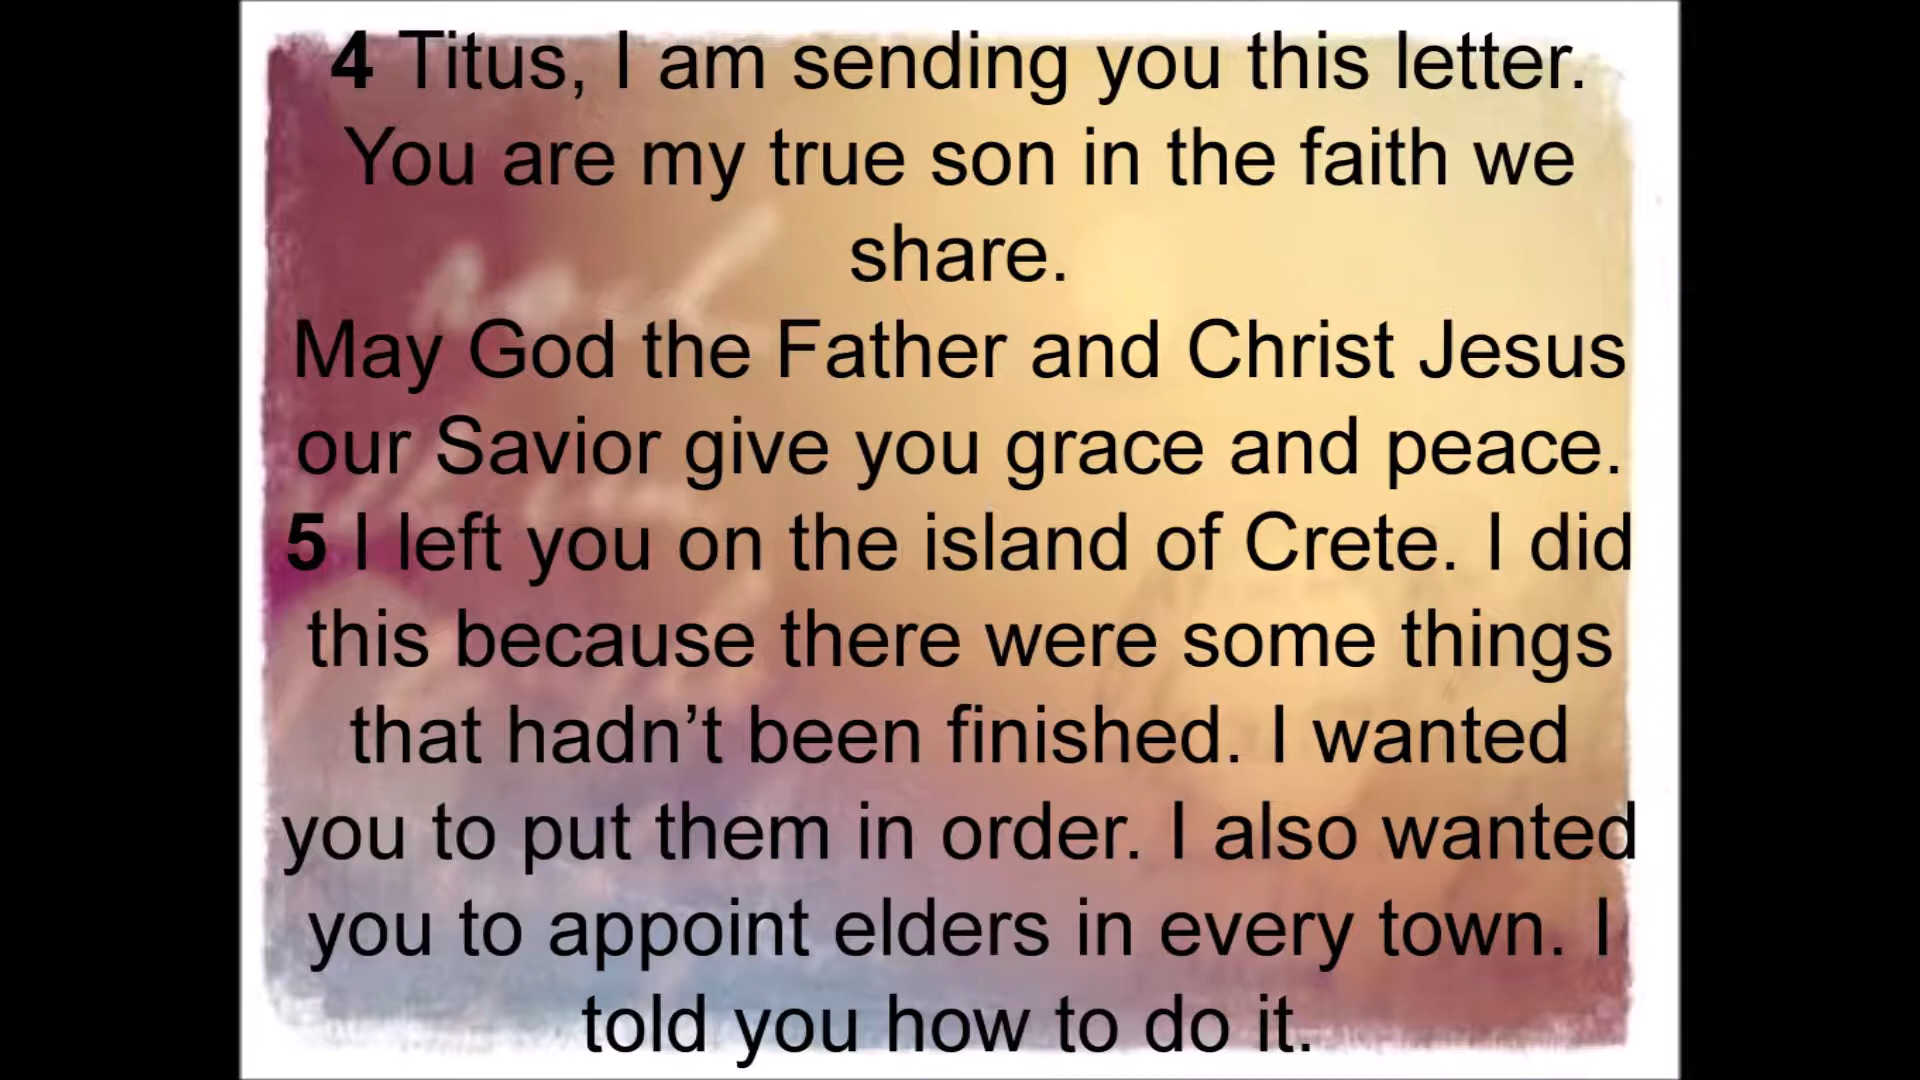 4 Titus, I am sending you this letter.
You are my true son in the faith we
share.
May God the Father and Christ Jesus
our Savior give you grace and peace.
5 I left you on the island of Crete. I did
this because there were some things
that hadn’t been finished. I wanted
you to put them in order. I also wanted
you to appoint elders in every town. I
told you how to do it.